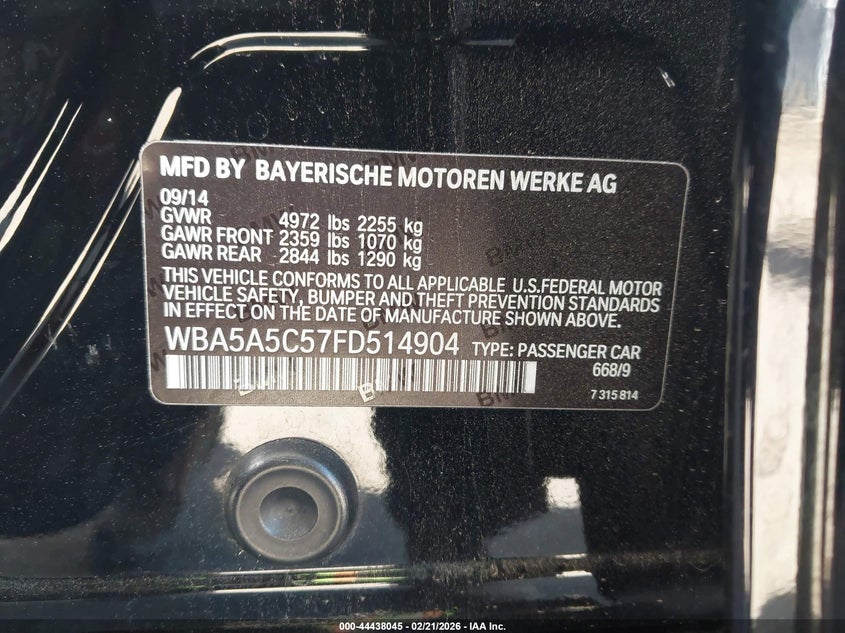 MFD BY BAYERISCHE MOTOREN WERKE AG
09/14
GVWR 4972 lbs 2255 kg
GAWR FRONT 2359 lbs 1070 kg
GAWR REAR 2844 lbs 1290 kg
THIS VEHICLE CONFORMS TO ALL APPLICABLE U.S.FEDERAL MOTOR
VEHICLE SAFETY, BUMPER AND THEFT PREVENTION STANDARDS
IN EFFECT ON THE DATE OF MANUFACTURE SHOWN ABOVE.
WBA5A5C57FD514904 TYPE: PASSENGER CAR
668/9
7 315 814
000-44438045 - 02/21/2026 - IAA Inc.